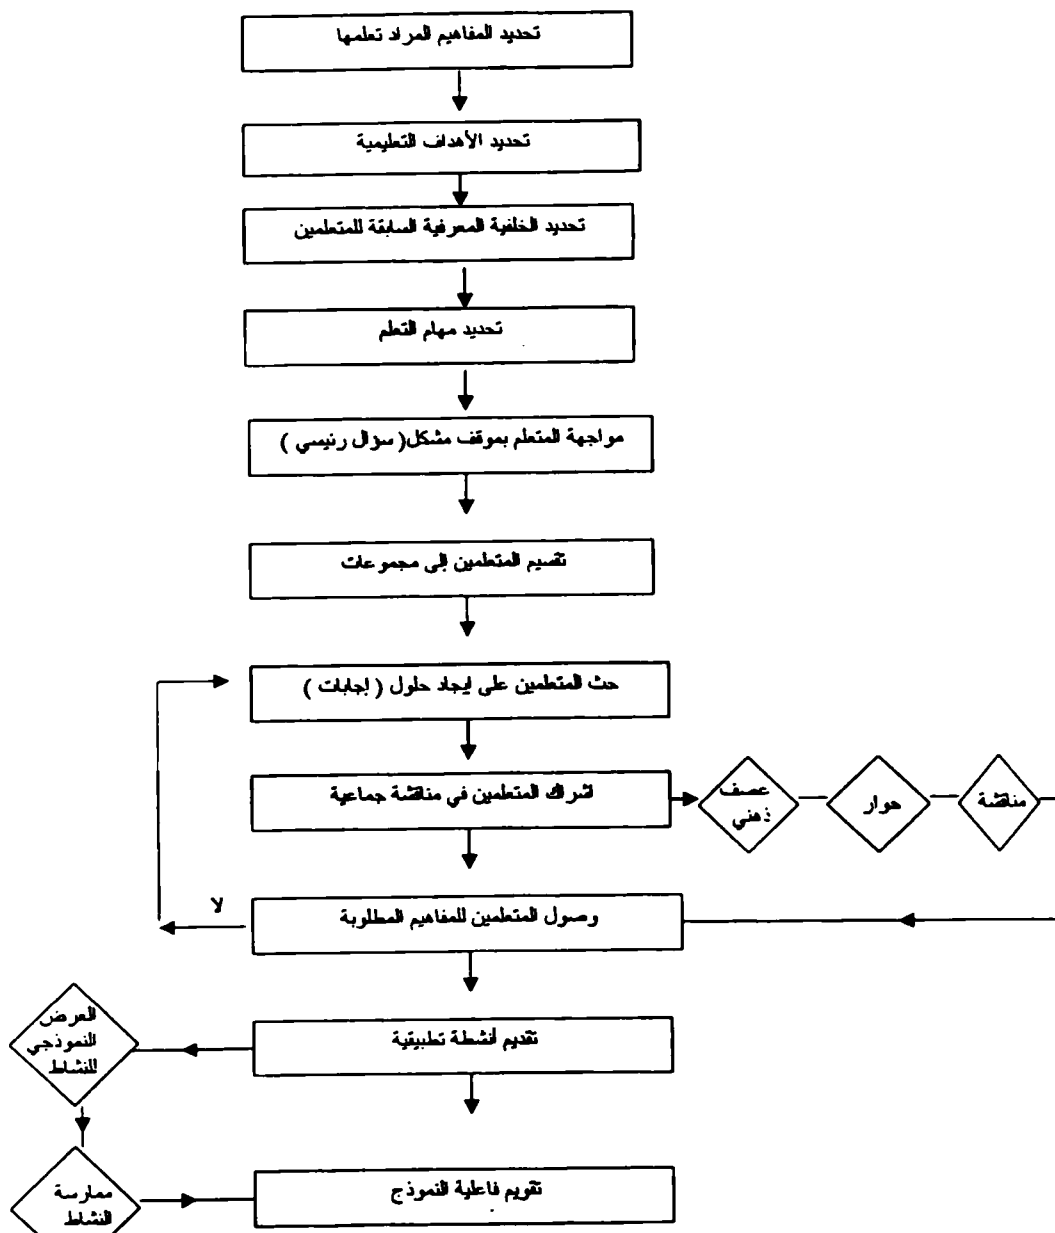 تحديد المفاهيم المراد تعلمها
تحديد الأهداف التعليمية
تحديد الخلفية المعرفية السابقة للمتعلمين
تحديد مهام التعلم
مواجهة المتعلم بموقف مشكل( سؤال رئيسي )
تقسيم المتعلمين إلى مجموعات
حث المتعلمين على ايجاد حلول ( إجابات )
اشراك المتعلمين في مناقشة جماعية
عصف
ذهني
حوار
مناقشة
وصول المتعلمين للمفاهيم المطلوبة
لا
تقديم أنشطة تطبيقية
العرض
النموذجي
للنشاط
تقويم فاعلية النموذج
ممارسة
النشاط